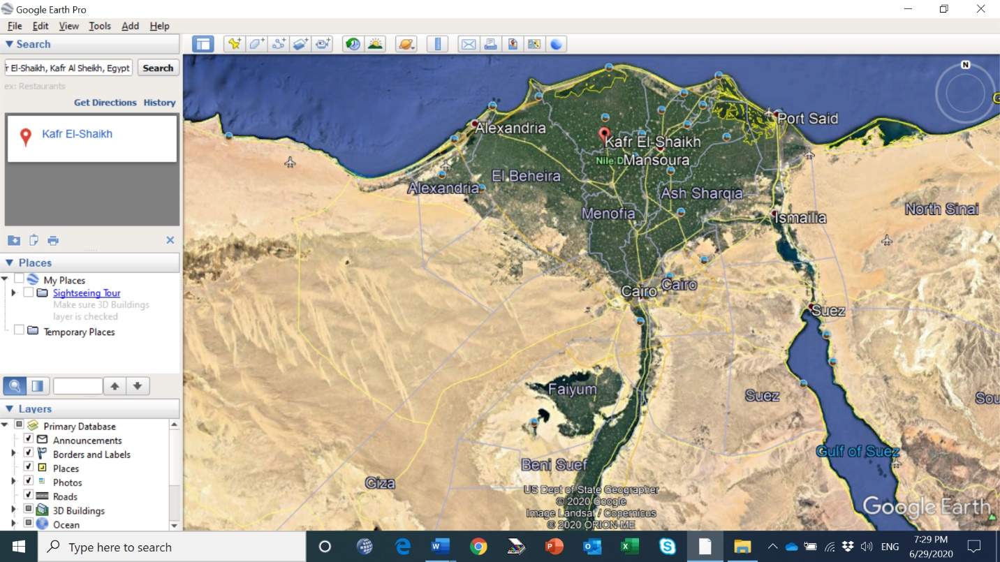 Google Earth Pro
File Edit View Tools Add Help
Search
r El-Shaikh, Kafr Al Sheikh, Egypt Search
ex: Restaurants
Get Directions History
Kafr El-Shaikh
Places
My Places
Sightseeing Tour
Make sure 3D Buildings
layer is checked
Temporary Places
Layers
Primary Database
Announcements
Borders and Labels
Places
Photos
Roads
3D Buildings
Ocean
N
G
Port Said
Alexandria
Kafr El-Shaikh
Nile D
Mansoura
El Beheira
Alexandria
Ash Sharqia
Menofia
North Sinai
Ismailia
Cairo
Cairo
Suez
Faiyum
Suez
Sou
Gulf of Suez
Beni Suef
Giza
US Dept of State Geographer
© 2020 Google
Image Landsat / Copernicus
© 2020 ORION-ME
Google Earth
Type here to search
ENG
7:29 PM
6/29/2020